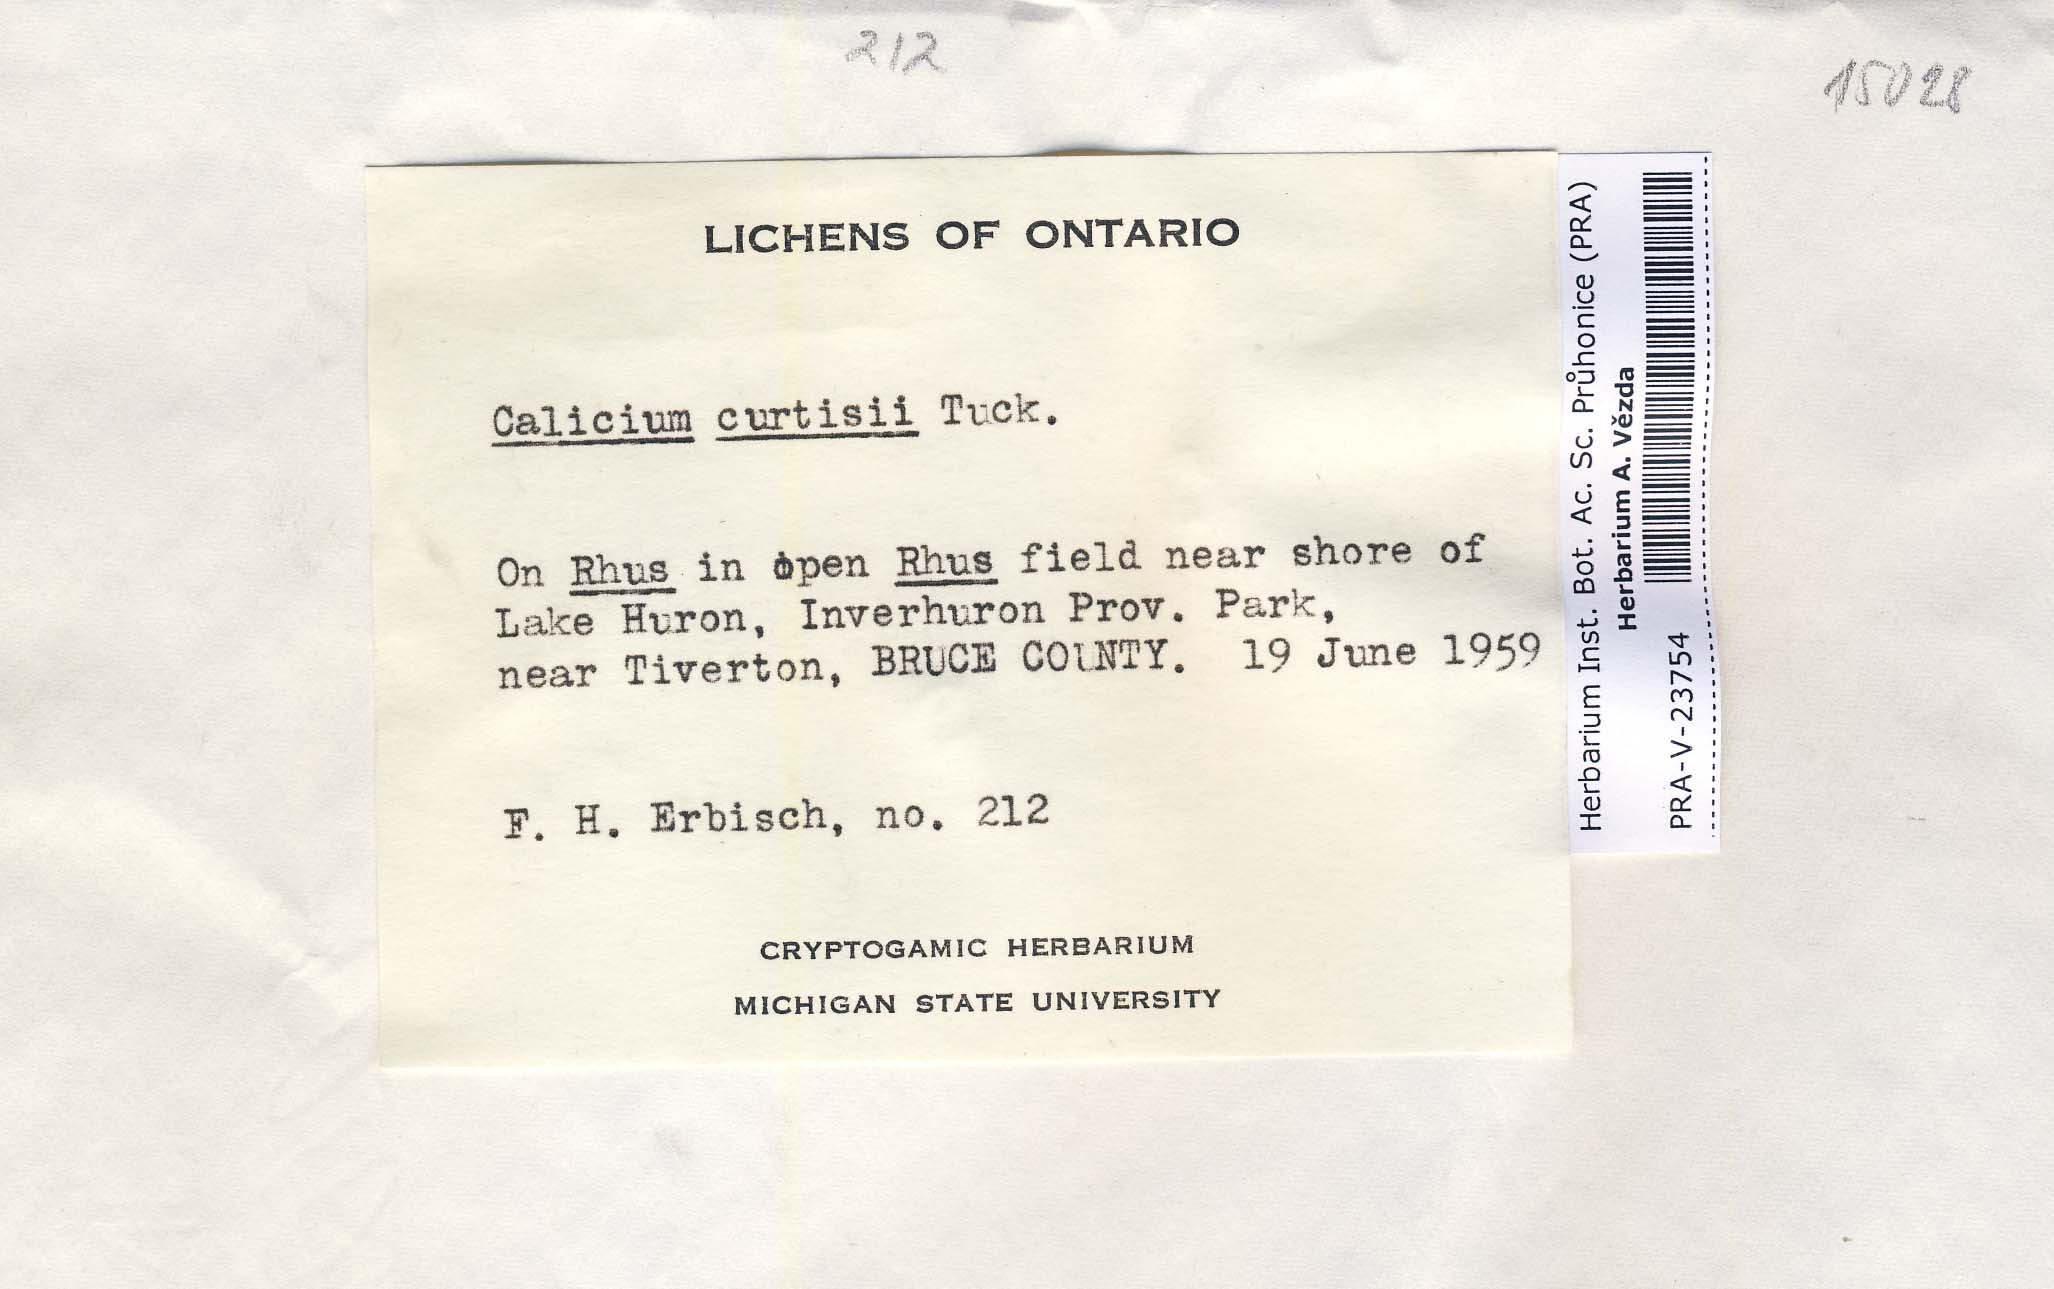 212
15028
LICHENS OF ONTARIO
Calicium curtisii Tuck.
On Rhus in open Rhus field near shore of
Lake Huron, Inverhuron Prov. Park,
near Tiverton, BRUCE COUNTY. 19 June 1959
F. H. Erbisch, no. 212
CRYPTOGAMIC HERBARIUM
MICHIGAN STATE UNIVERSITY
Herbarium Inst. Bot. Ac. Sc. Průhonice (PRA)
Herbarium A. Vězda
PRA-V-23754